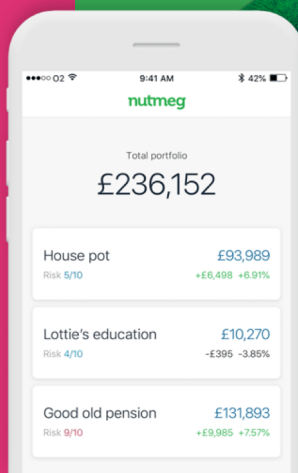 O2 9:41 AM 42%
nutmeg
Total portfolio
£236,152
House pot £93,989
Risk 5/10 +£6,498 +6.91%
Lottie's education £10,270
Risk 4/10 -£395 -3.85%
Good old pension £131,893
Risk 9/10 +£9,985 +7.57%